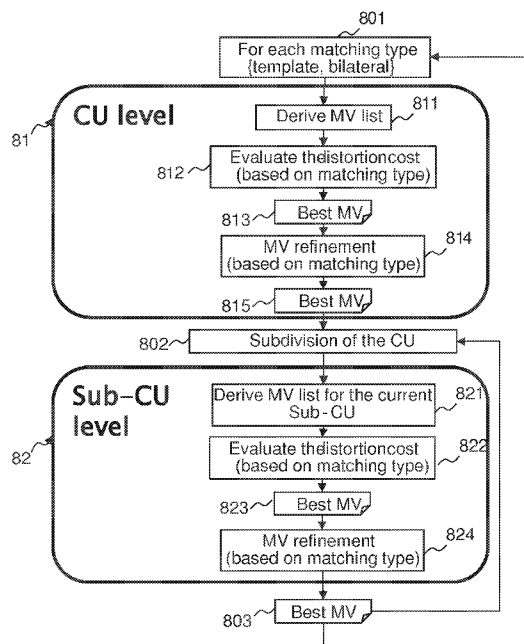 801
For each matching type
{template, bilateral}
81
CU level
811
Derive MV list
812
Evaluate thedistortioncost
(based on matching type)
813
Best MV
814
MV refinement
(based on matching type)
815
Best MV
802
Subdivision of the CU
Sub-CU
level
82
Derive MV list for the current
Sub-CU
821
Evaluate thedistortioncost
(based on matching type)
822
823
Best MV
MV refinement
(based on matching type)
824
803
Best MV